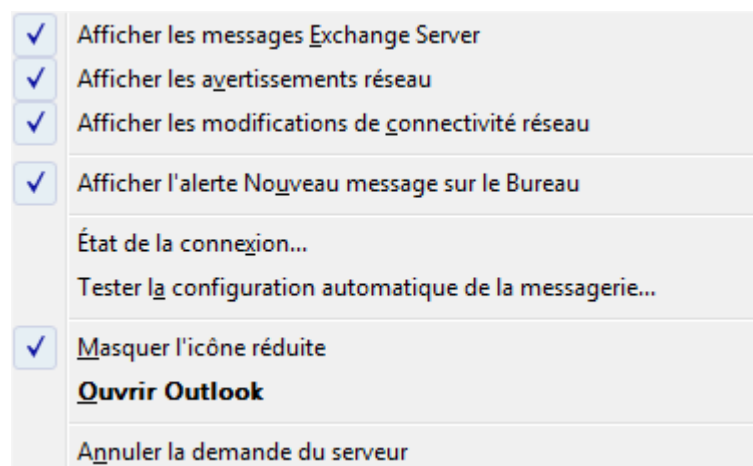 Afficher les messages Exchange Server
Afficher les avertissements réseau
Afficher les modifications de connectivité réseau
Afficher l'alerte Nouveau message sur le Bureau
État de la connexion...
Tester la configuration automatique de la messagerie...
Masquer l'icône réduite
Ouvrir Outlook
Annuler la demande du serveur